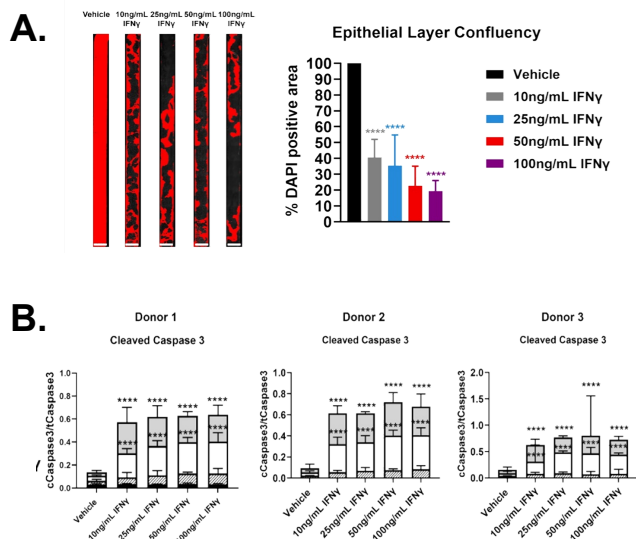 A.
Vehicle 10ng/mL IFNγ 25ng/mL IFNγ 50ng/mL IFNγ 100ng/mL IFNγ
Epithelial Layer Confluency
% DAPI positive area
100
90
80
70
60
50
40
30
20
10
0
**** **** **** ****
Vehicle
10ng/mL IFNγ
25ng/mL IFNγ
50ng/mL IFNγ
100ng/mL IFNγ
B.
Donor 1
Cleaved Caspase 3
cCaspase3/tCaspase3
1.0
0.8
0.6
0.4
0.2
0.0
**** **** **** ****
**** **** **** ****
Vehicle
10ng/mL IFNγ
25ng/mL IFNγ
50ng/mL IFNγ
100ng/mL IFNγ
Donor 2
Cleaved Caspase 3
cCaspase3/tCaspase3
1.0
0.8
0.6
0.4
0.2
0.0
**** **** **** ****
**** **** **** ****
Vehicle
10ng/mL IFNγ
25ng/mL IFNγ
50ng/mL IFNγ
100ng/mL IFNγ
Donor 3
Cleaved Caspase 3
cCaspase3/tCaspase3
2.0
1.5
1.0
0.5
0.0
**** **** **** ****
**** **** **** ****
Vehicle
10ng/mL IFNγ
25ng/mL IFNγ
50ng/mL IFNγ
100ng/mL IFNγ